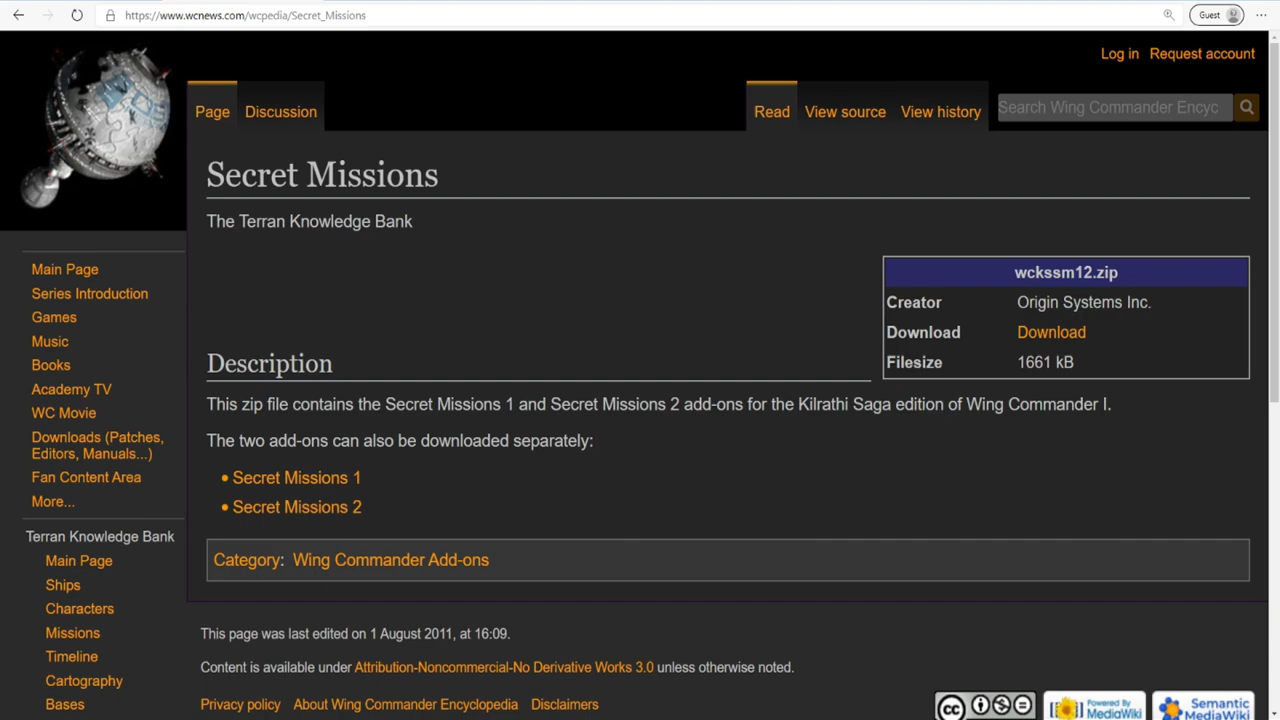 https://www.wcnews.com/wcpedia/Secret_Missions
Guest
Log in Request account
Page Discussion Read View source View history Search Wing Commander Encyc
Secret Missions
The Terran Knowledge Bank
wckssm12.zip
Creator Origin Systems Inc.
Download Download
Filesize 1661 kB
Description
This zip file contains the Secret Missions 1 and Secret Missions 2 add-ons for the Kilrathi Saga edition of Wing Commander I.
The two add-ons can also be downloaded separately:
• Secret Missions 1
• Secret Missions 2
Category: Wing Commander Add-ons
Main Page
Series Introduction
Games
Music
Books
Academy TV
WC Movie
Downloads (Patches,
Editors, Manuals...)
Fan Content Area
More...
Terran Knowledge Bank
Main Page
Ships
Characters
Missions
Timeline
Cartography
Bases
This page was last edited on 1 August 2011, at 16:09.
Content is available under Attribution-Noncommercial-No Derivative Works 3.0 unless otherwise noted.
Privacy policy About Wing Commander Encyclopedia Disclaimers
cc
Powered By
MediaWiki
Semantic
MediaWiki